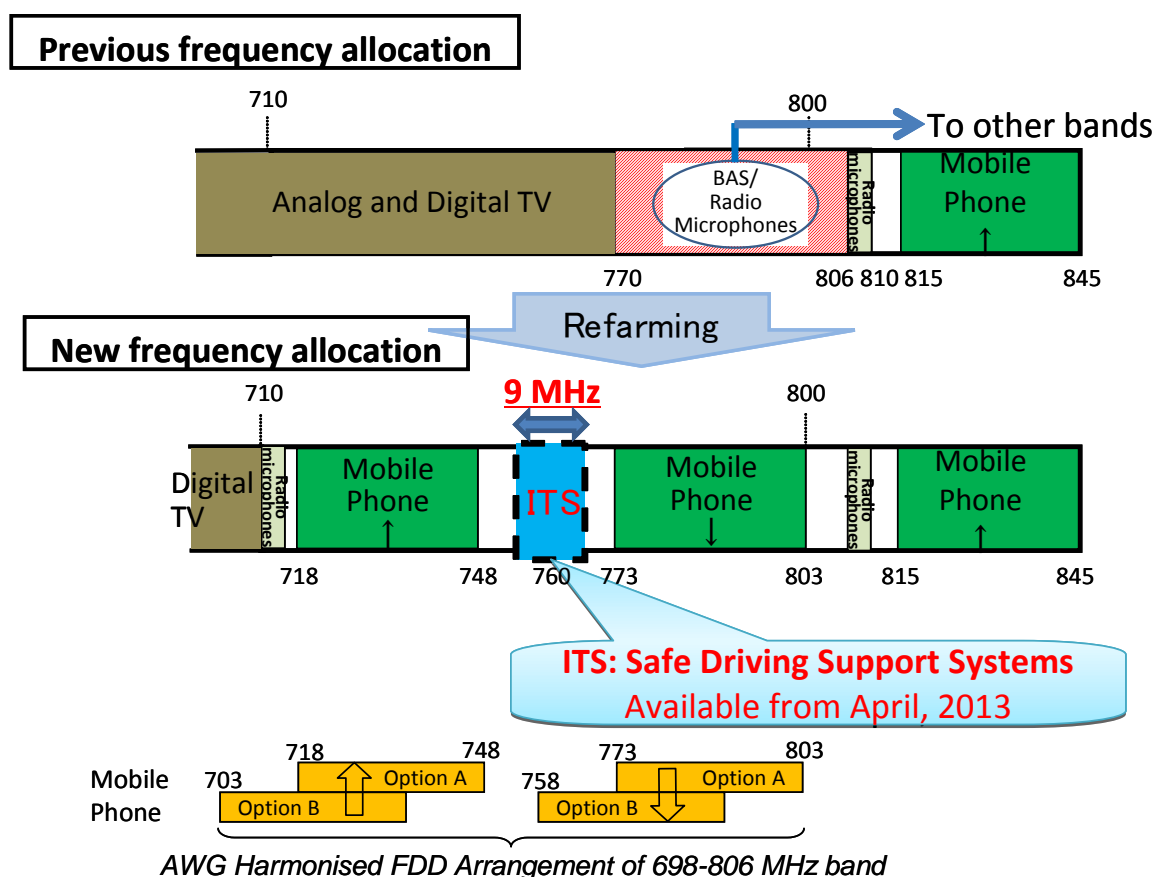 Previous frequency allocation
710
800
To other bands
Analog and Digital TV
BAS/
Radio
Microphones
Radio
microphones
Mobile
Phone
↑
770
806
810
815
845
Refarming
New frequency allocation
710
9 MHz
800
Digital
TV
Radio
microphones
Mobile
Phone
↑
ITS
Mobile
Phone
↓
Radio
microphones
Mobile
Phone
↑
718
748
760
773
803
815
845
ITS: Safe Driving Support Systems
Available from April, 2013
Mobile
Phone
718
748
773
803
703
Option A
758
Option A
Option B
Option B
AWG Harmonised FDD Arrangement of 698-806 MHz band